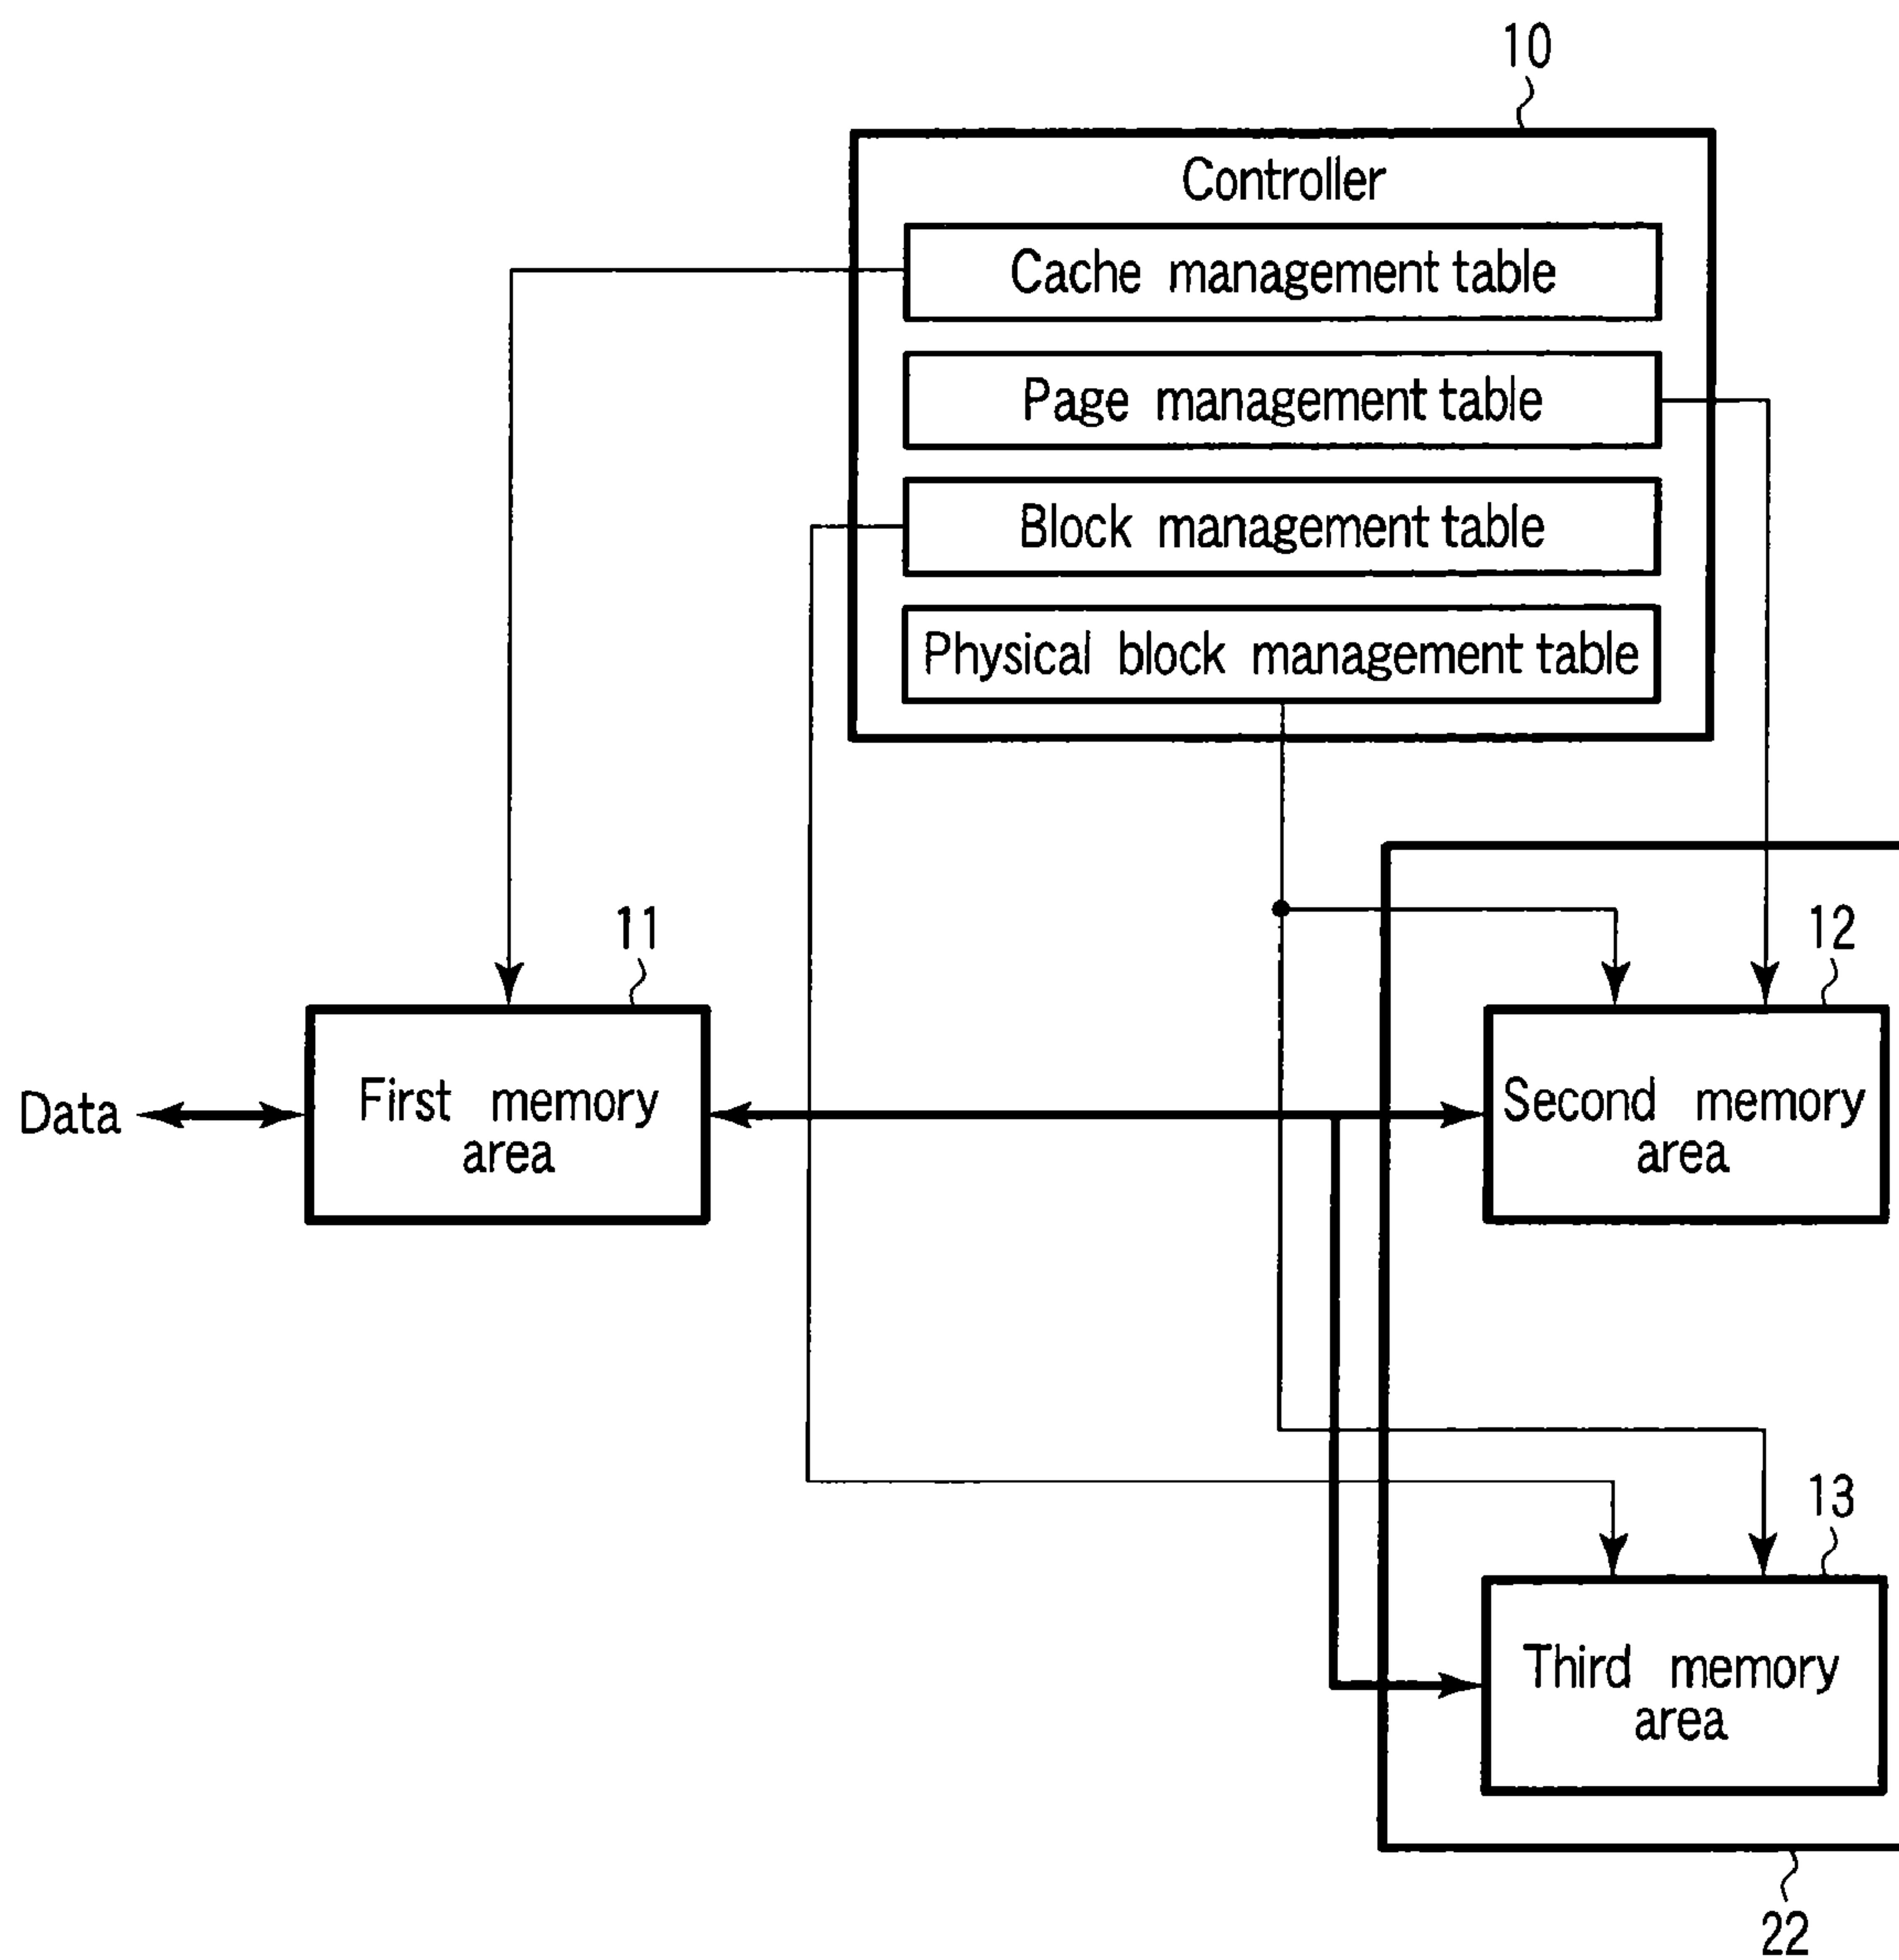 10
Controller
Cache management table
Page management table
Block management table
Physical block management table
11
12
Data
First memory
area
Second memory
area
13
Third memory
area
22